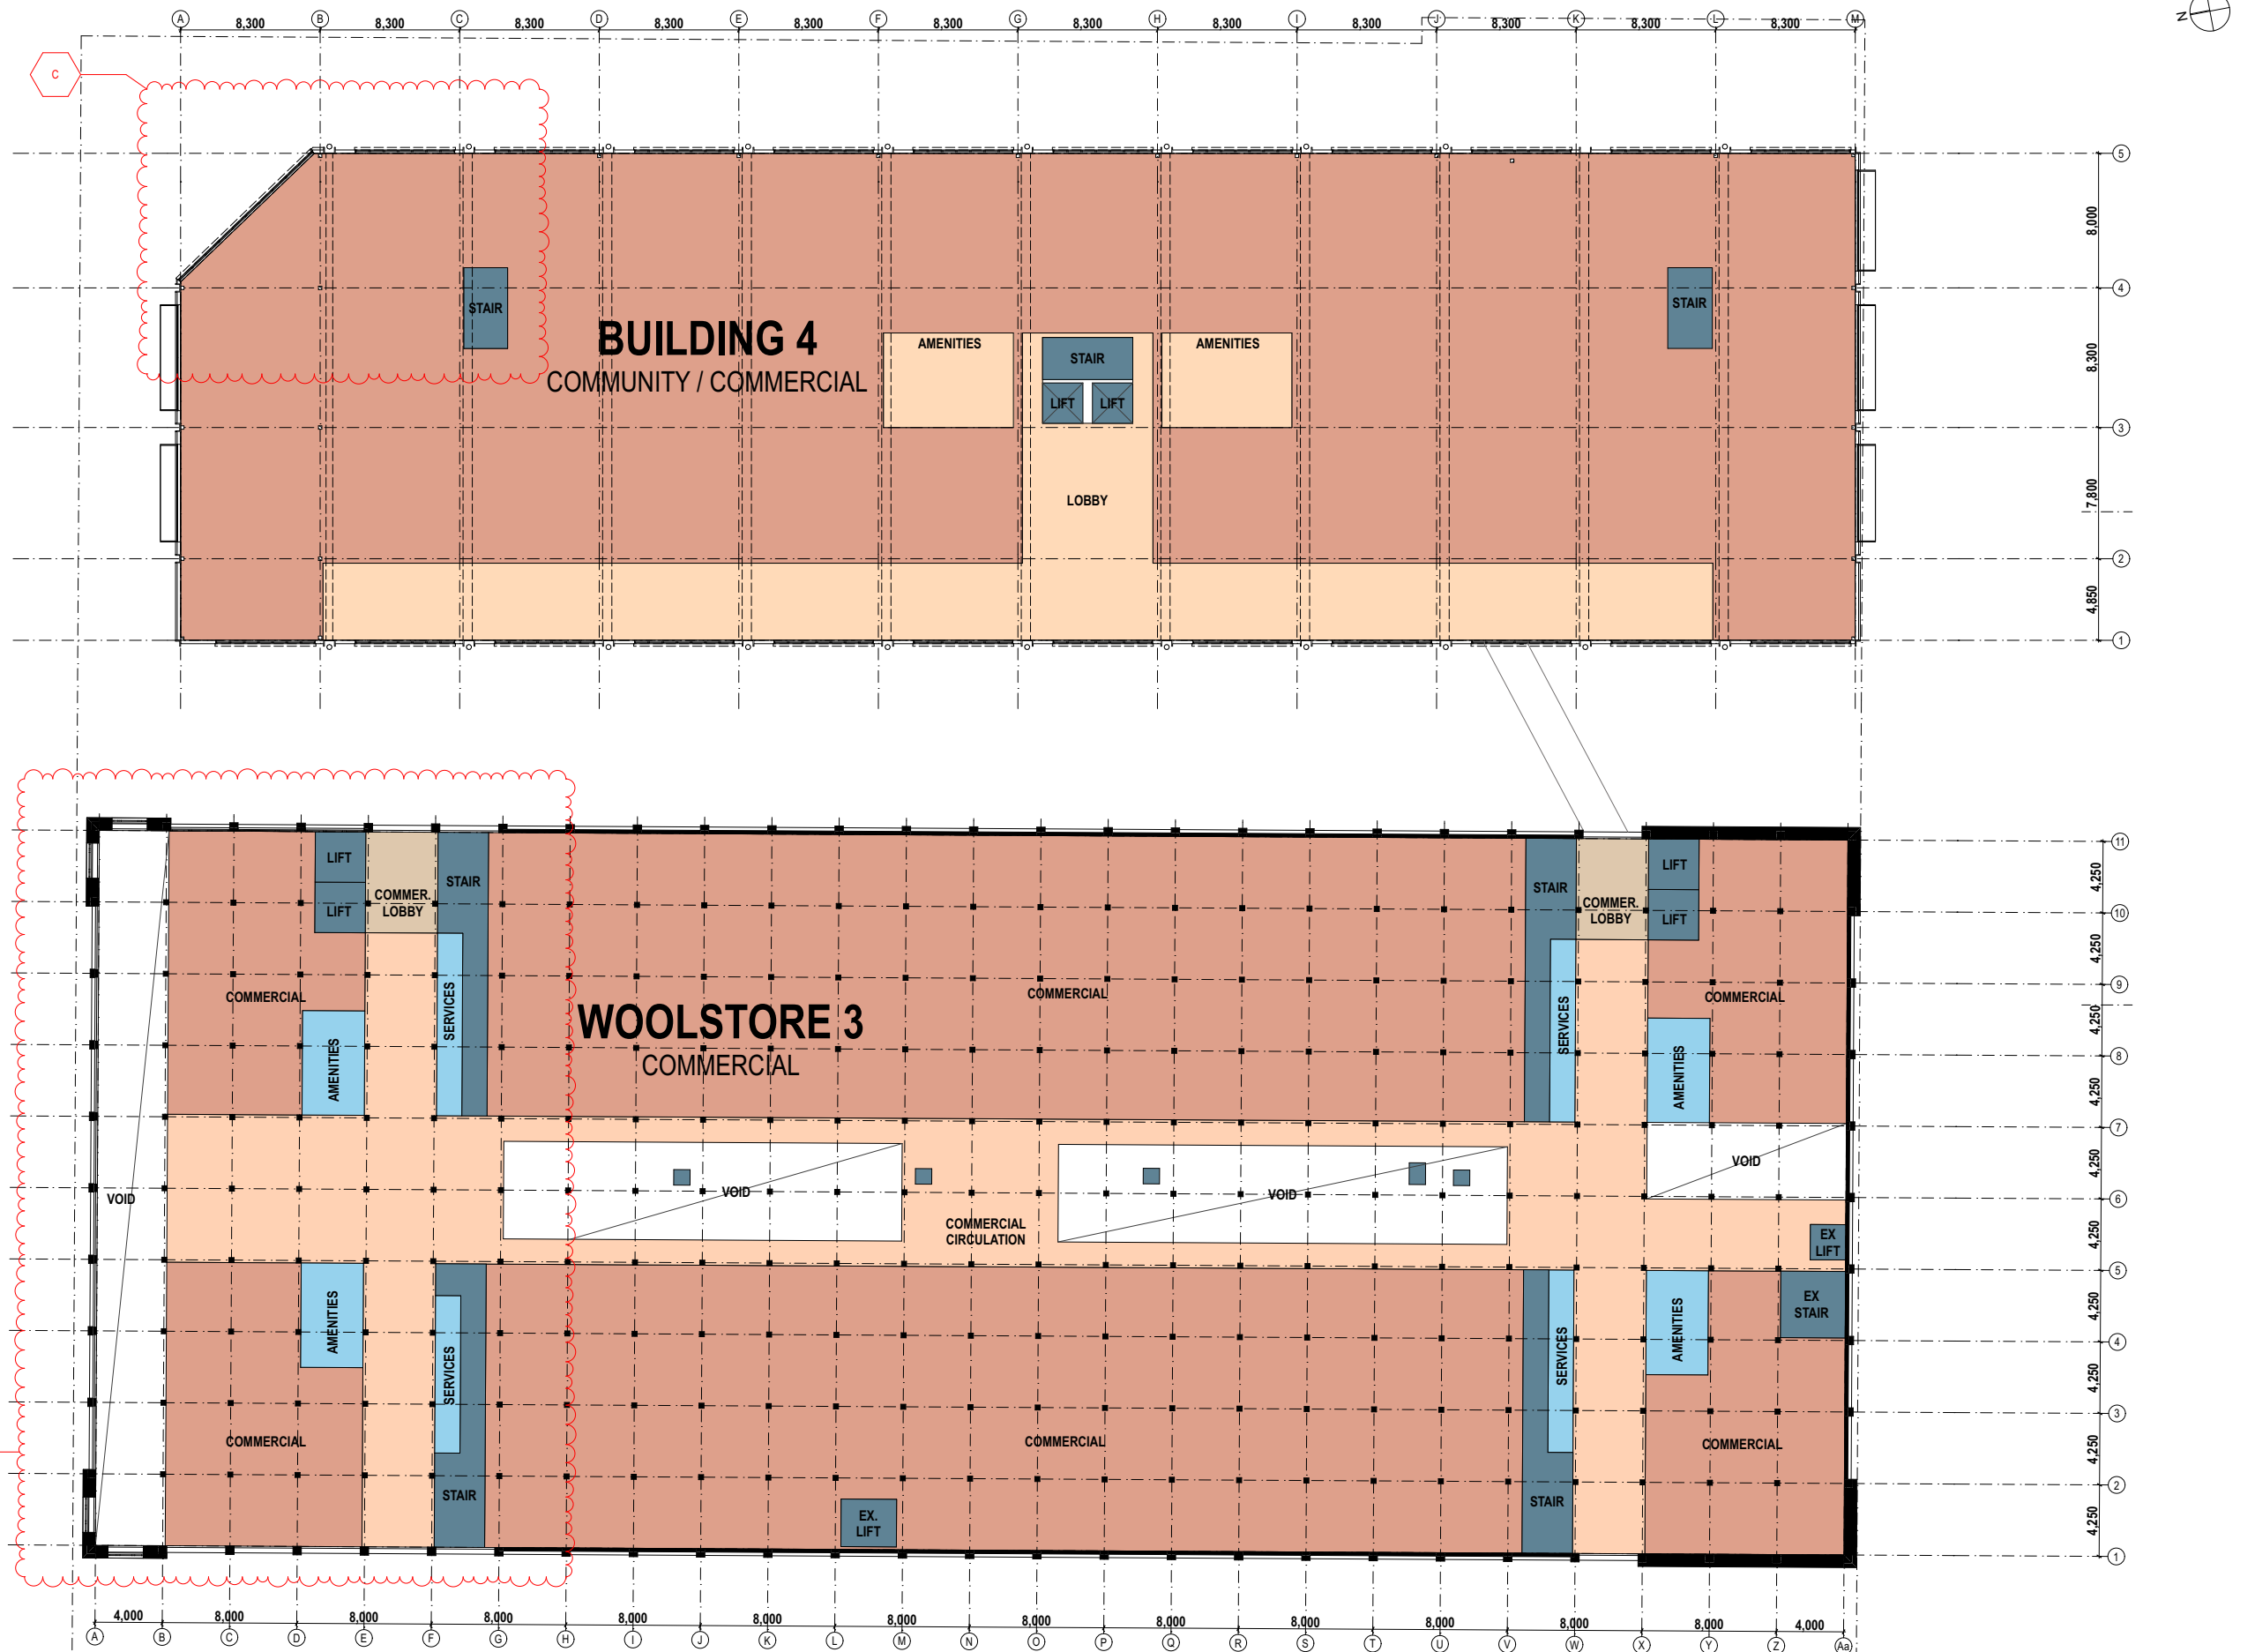 A B C D E F G H I J K L M
8,300 8,300 8,300 8,300 8,300 8,300 8,300 8,300 8,300 8,300 8,300 8,300
N
C
5
8,000
4
8,300
3
7,800
2
4,850
1
STAIR
BUILDING 4
COMMUNITY / COMMERCIAL
AMENITIES
STAIR
LIFT LIFT
AMENITIES
LOBBY
STAIR
LIFT
LIFT
COMMER.
LOBBY
STAIR
STAIR
COMMER.
LOBBY
LIFT
LIFT
COMMERCIAL
AMENITIES
SERVICES
WOOLSTORE 3
COMMERCIAL
COMMERCIAL
SERVICES
AMENITIES
COMMERCIAL
VOID
VOID
COMMERCIAL
CIRCULATION
VOID
VOID
EX
LIFT
AMENITIES
SERVICES
COMMERCIAL
STAIR
COMMERCIAL
EX.
LIFT
SERVICES
STAIR
AMENITIES
EX
STAIR
COMMERCIAL
11
4,250
10
4,250
9
4,250
8
4,250
7
4,250
6
4,250
5
4,250
4
4,250
3
4,250
2
4,250
1
4,000 8,000 8,000 8,000 8,000 8,000 8,000 8,000 8,000 8,000 8,000 8,000 8,000 4,000
A B C D E F G H I J K L M N O P Q R S T U V W X Y Z Aa